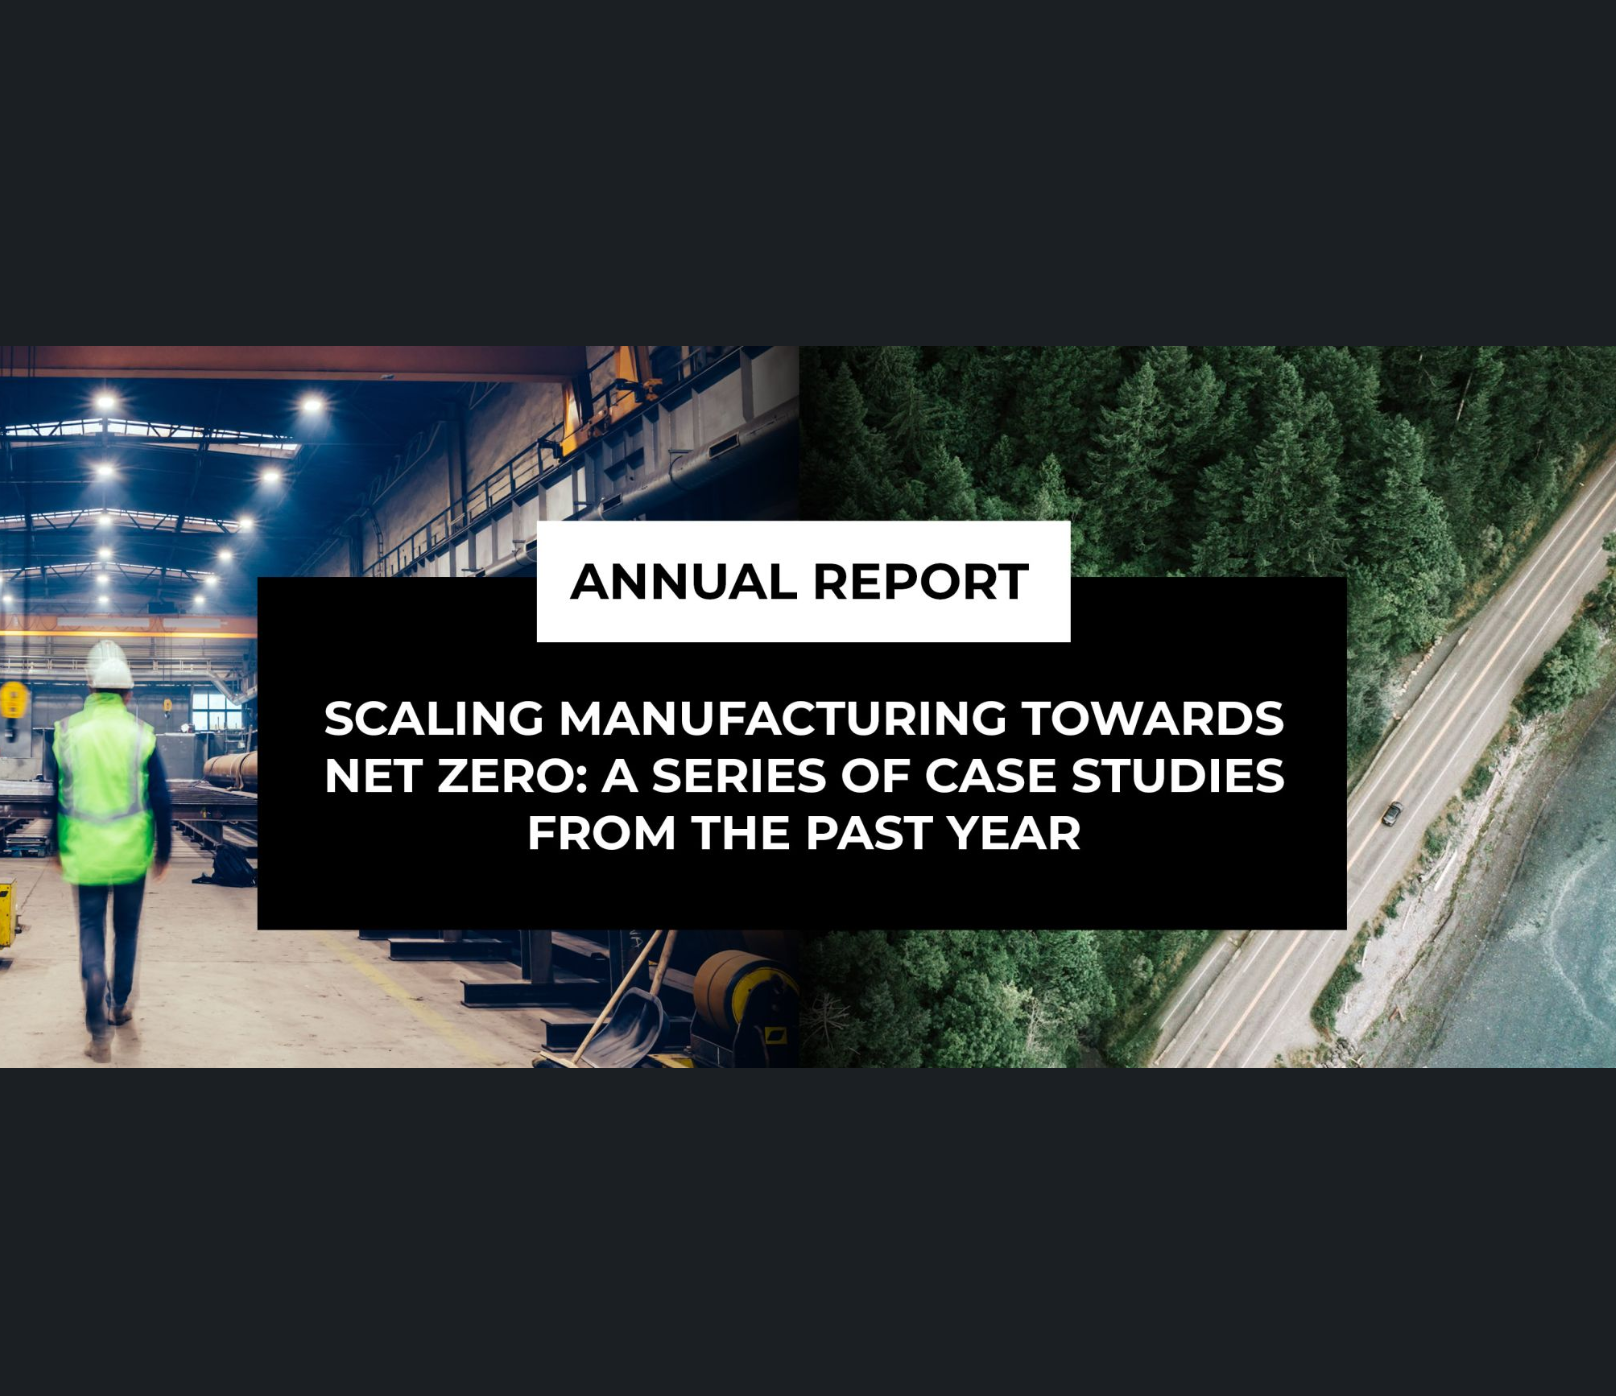 ANNUAL REPORT
SCALING MANUFACTURING TOWARDS
NET ZERO: A SERIES OF CASE STUDIES
FROM THE PAST YEAR